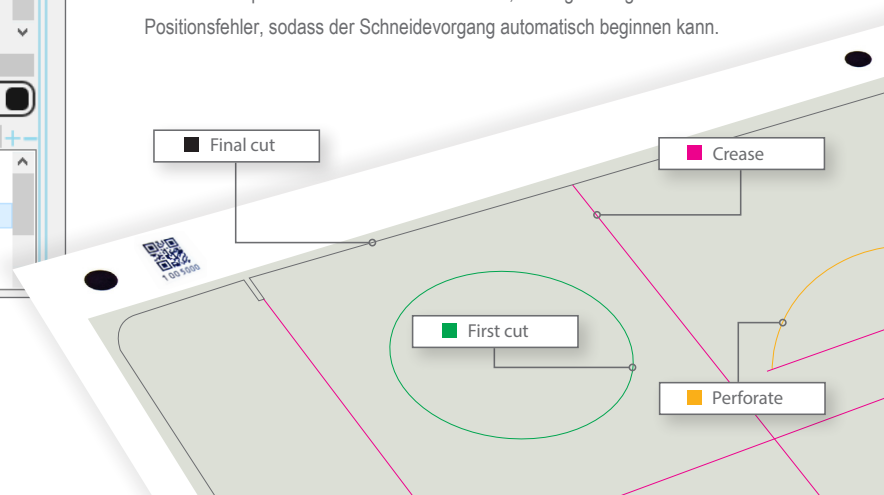 Positionsfehler, sodass der Schneidevorgang automatisch beginnen kann.
Final cut
Crease
1 00 5000
First cut
Perforate